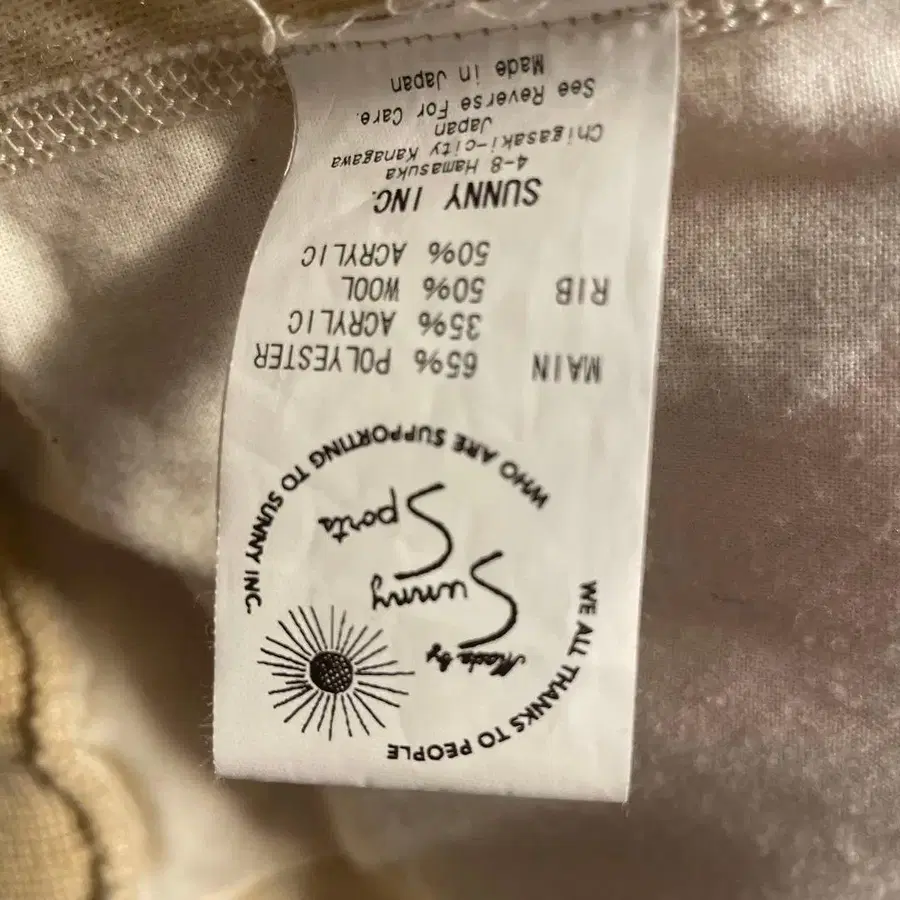 Made by
Sunny
Sports
WE ALL THANKS TO PEOPLE
WHO ARE SUPPORTING TO SUNNY INC.
MAIN 65% POLYESTER
35% ACRYLIC
RIB 50% WOOL
50% ACRYLIC
SUNNY INC.
4-8 Hamasuka
Chigasaki-city Kanagawa
Japan
See Reverse For Care.
Made in Japan